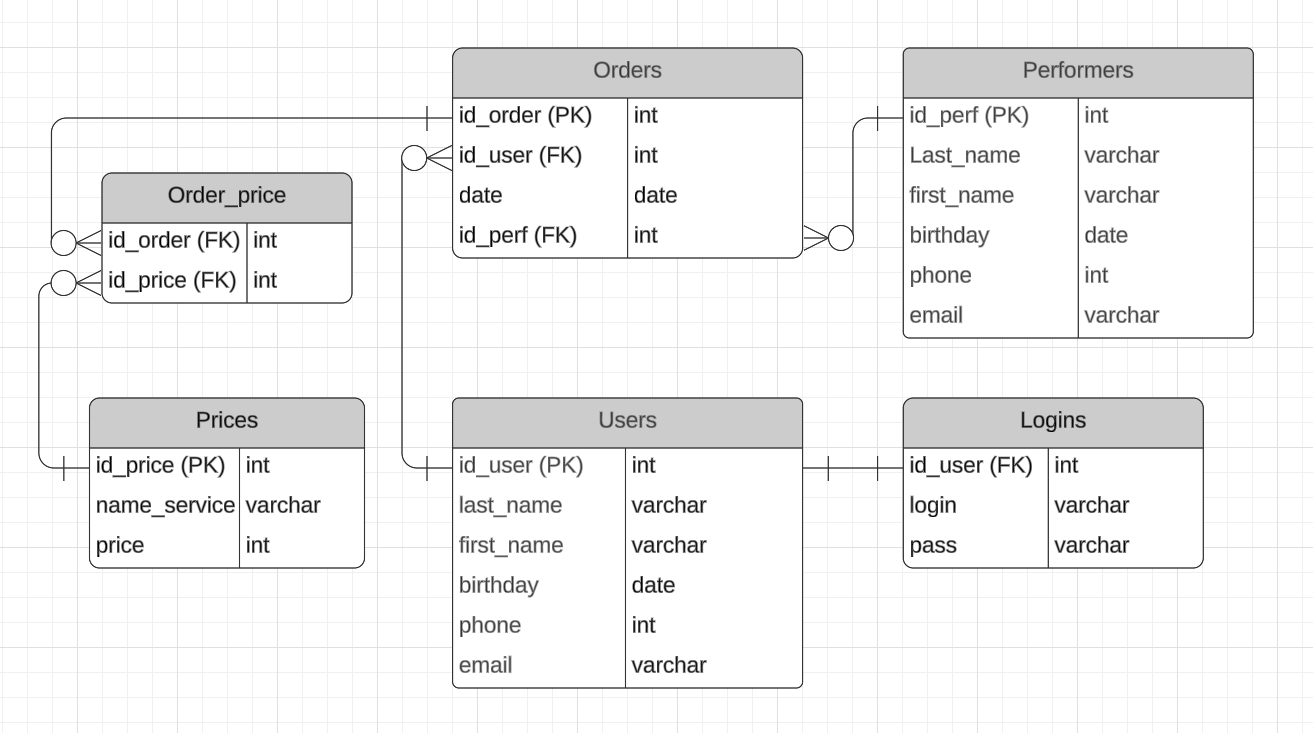 Orders
id_order (PK) int
id_user (FK) int
date date
id_perf (FK) int
Performers
id_perf (PK) int
Last_name varchar
first_name varchar
birthday date
phone int
email varchar
Order_price
id_order (FK) int
id_price (FK) int
Prices
id_price (PK) int
name_service varchar
price int
Users
id_user (PK) int
last_name varchar
first_name varchar
birthday date
phone int
email varchar
Logins
id_user (FK) int
login varchar
pass varchar